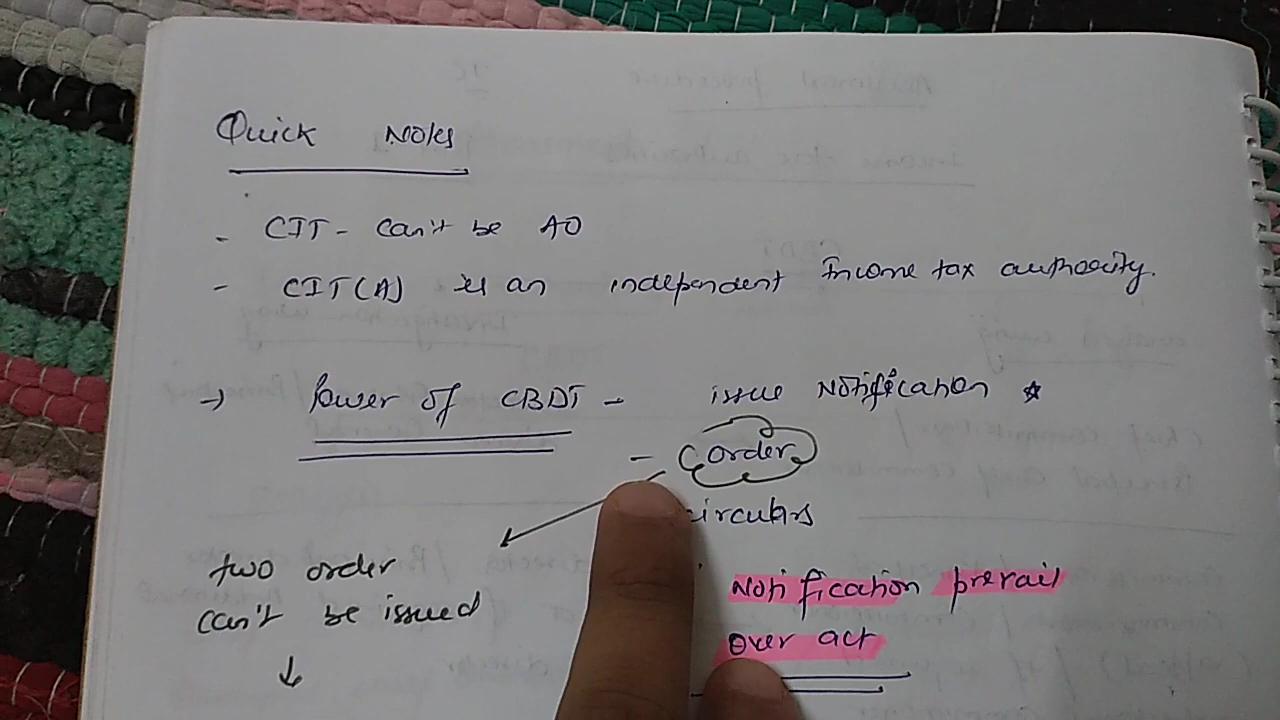 Quick Notes
- CIT - Can't be AO
- CIT(A) is an independent Income tax authority.
→ Power of CBDT - issue Notification ☆
- order
circulars
two order
can't be issued
↓
Notification prevail
over act